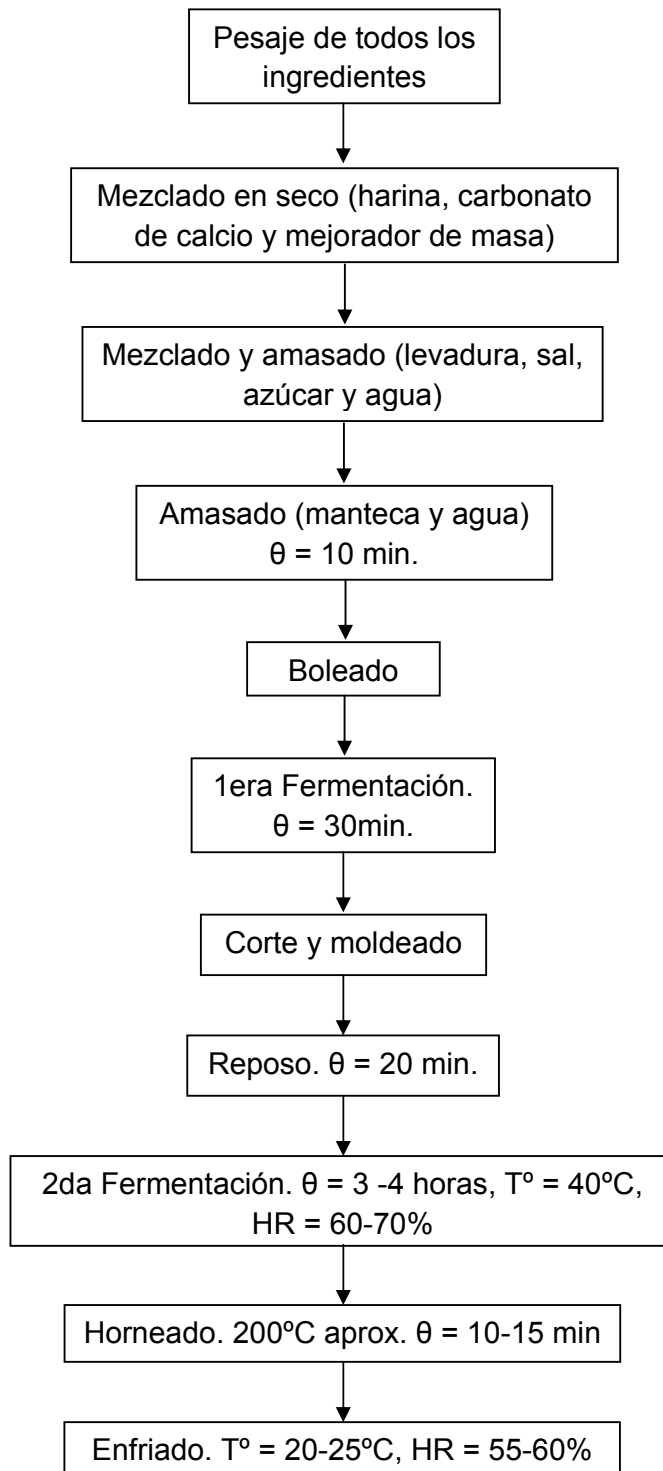 Pesaje de todos los
ingredientes
Mezclado en seco (harina, carbonato
de calcio y mejorador de masa)
Mezclado y amasado (levadura, sal,
azúcar y agua)
Amasado (manteca y agua)
θ = 10 min.
Boleado
1era Fermentación.
θ = 30min.
Corte y moldeado
Reposo. θ = 20 min.
2da Fermentación. θ = 3 -4 horas, Tº = 40ºC,
HR = 60-70%
Horneado. 200ºC aprox. θ = 10-15 min
Enfriado. Tº = 20-25ºC, HR = 55-60%